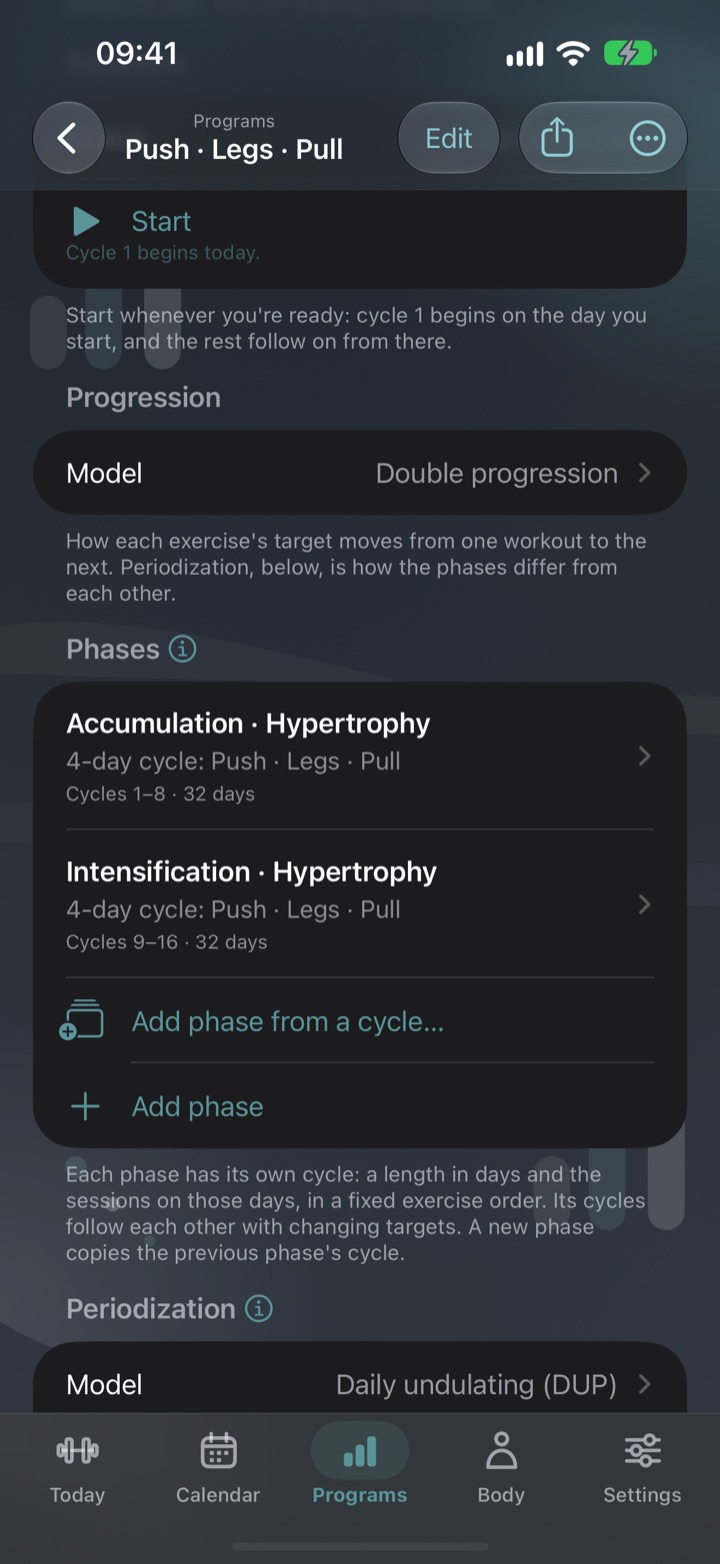 09:41
Programs
Push · Legs · Pull
Edit
Start
Cycle 1 begins today.
Start whenever you're ready: cycle 1 begins on the day you
start, and the rest follow on from there.
Progression
Model
Double progression
How each exercise's target moves from one workout to the
next. Periodization, below, is how the phases differ from
each other.
Phases
Accumulation · Hypertrophy
4-day cycle: Push · Legs · Pull
Cycles 1–8 · 32 days
Intensification · Hypertrophy
4-day cycle: Push · Legs · Pull
Cycles 9–16 · 32 days
Add phase from a cycle...
Add phase
Each phase has its own cycle: a length in days and the
sessions on those days, in a fixed exercise order. Its cycles
follow each other with changing targets. A new phase
copies the previous phase's cycle.
Periodization
Model
Daily undulating (DUP)
Today
Calendar
Programs
Body
Settings